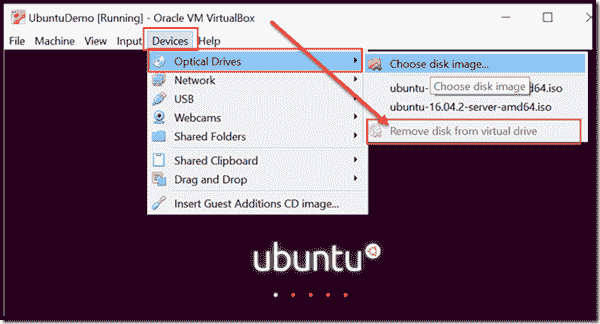 UbuntuDemo [Running] - Oracle VM VirtualBox
File Machine View Input Devices Help
Optical Drives
Network
USB
Webcams
Shared Folders
Shared Clipboard
Drag and Drop
Insert Guest Additions CD image...
Choose disk image...
ubuntu- md64.iso
Choose disk image
ubuntu-16.04.2-server-amd64.iso
Remove disk from virtual drive
ubuntu